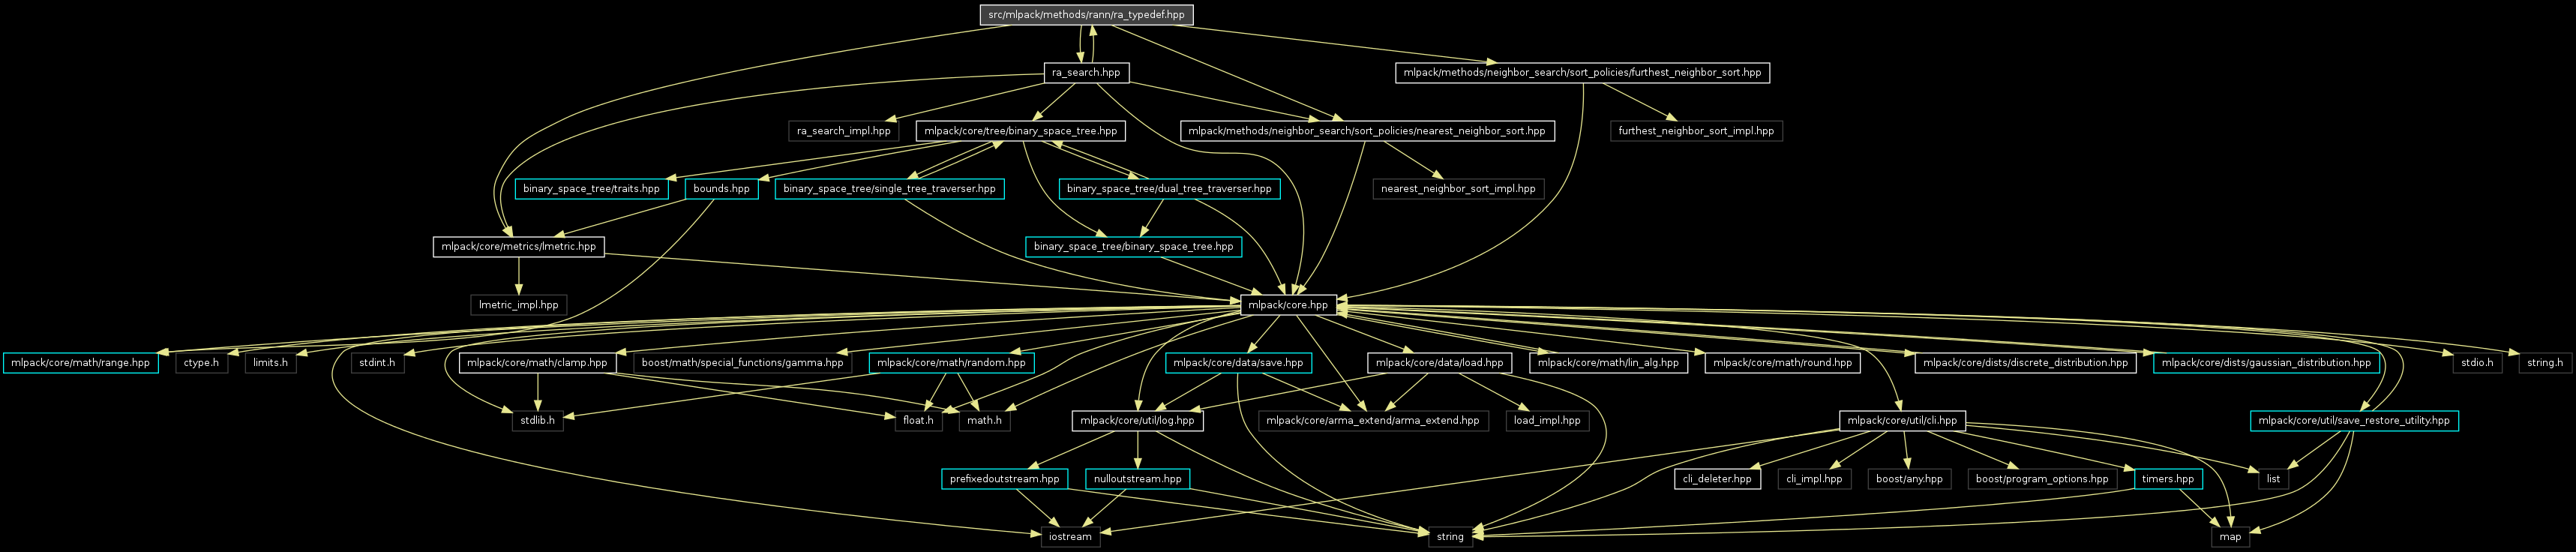 src/mlpack/methods/rann/ra_typedef.hpp
ra_search.hpp
mlpack/methods/neighbor_search/sort_policies/furthest_neighbor_sort.hpp
ra_search_impl.hpp
mlpack/core/tree/binary_space_tree.hpp
mlpack/methods/neighbor_search/sort_policies/nearest_neighbor_sort.hpp
furthest_neighbor_sort_impl.hpp
binary_space_tree/traits.hpp
bounds.hpp
binary_space_tree/single_tree_traverser.hpp
binary_space_tree/dual_tree_traverser.hpp
nearest_neighbor_sort_impl.hpp
mlpack/core/metrics/lmetric.hpp
binary_space_tree/binary_space_tree.hpp
lmetric_impl.hpp
mlpack/core.hpp
mlpack/core/math/range.hpp
ctype.h
limits.h
stdint.h
mlpack/core/math/clamp.hpp
boost/math/special_functions/gamma.hpp
mlpack/core/math/random.hpp
mlpack/core/data/save.hpp
mlpack/core/data/load.hpp
mlpack/core/math/lin_alg.hpp
mlpack/core/math/round.hpp
mlpack/core/dists/discrete_distribution.hpp
mlpack/core/dists/gaussian_distribution.hpp
stdio.h
string.h
stdlib.h
float.h
math.h
mlpack/core/util/log.hpp
mlpack/core/arma_extend/arma_extend.hpp
load_impl.hpp
mlpack/core/util/cli.hpp
mlpack/core/util/save_restore_utility.hpp
prefixedoutstream.hpp
nulloutstream.hpp
cli_deleter.hpp
cli_impl.hpp
boost/any.hpp
boost/program_options.hpp
timers.hpp
list
iostream
string
map